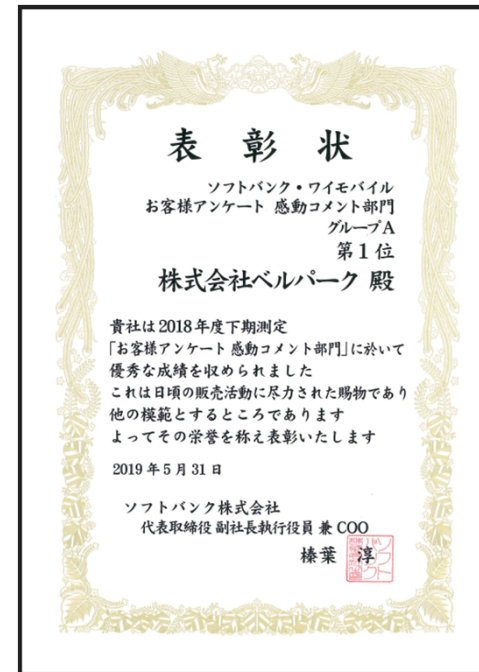 表彰状
ソフトバンク・ワイモバイル
お客様アンケート 感動コメント部門
グループA
第1位
株式会社ベルパーク 殿
貴社は2018年度下期測定
「お客様アンケート 感動コメント部門」に於いて
優秀な成績を収められました
これは日頃の販売活動に尽力された賜物であり
他の模範とするところであります
よってその栄誉を称え表彰いたします
2019年5月31日
ソフトバンク株式会社
代表取締役 副社長執行役員 兼 COO
榛葉 淳